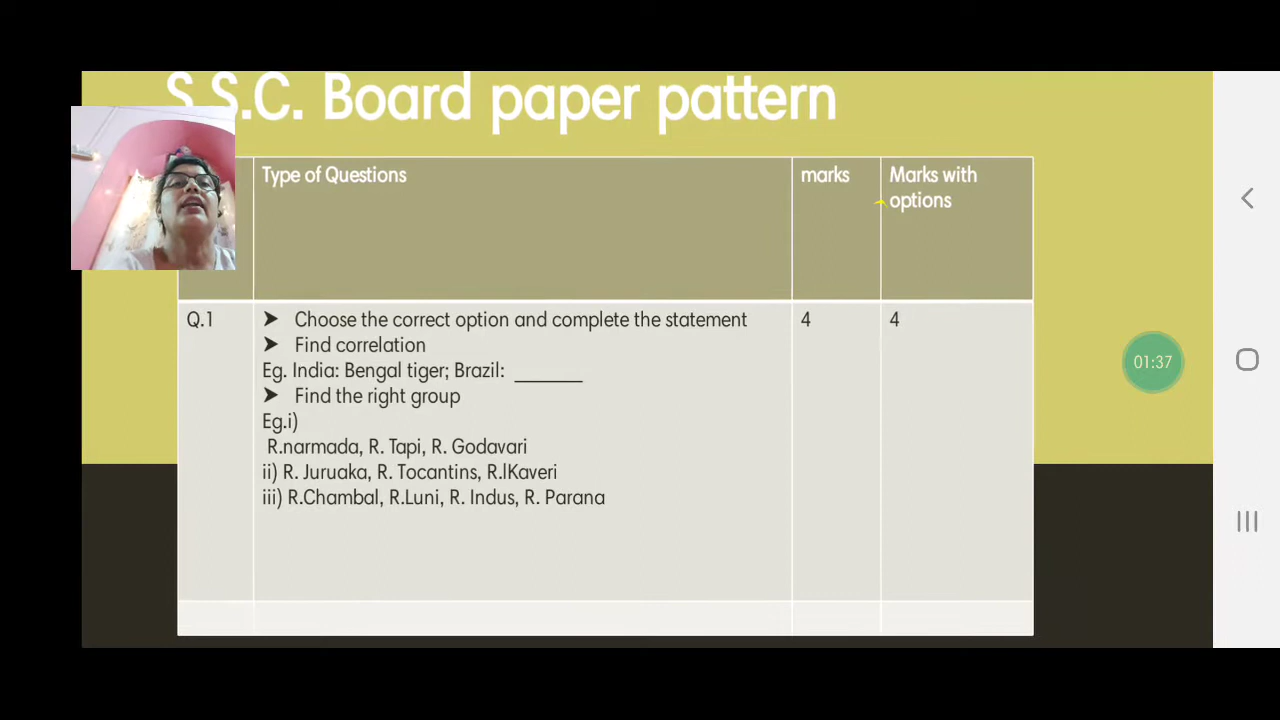 S.S.C. Board paper pattern
Type of Questions
marks
Marks with
options
Q.1
➤ Choose the correct option and complete the statement
4
4
➤ Find correlation
Eg. India: Bengal tiger; Brazil: _______
➤ Find the right group
Eg.i)
R.narmada, R. Tapi, R. Godavari
ii) R. Juruaka, R. Tocantins, R.lKaveri
iii) R.Chambal, R.Luni, R. Indus, R. Parana
01:37